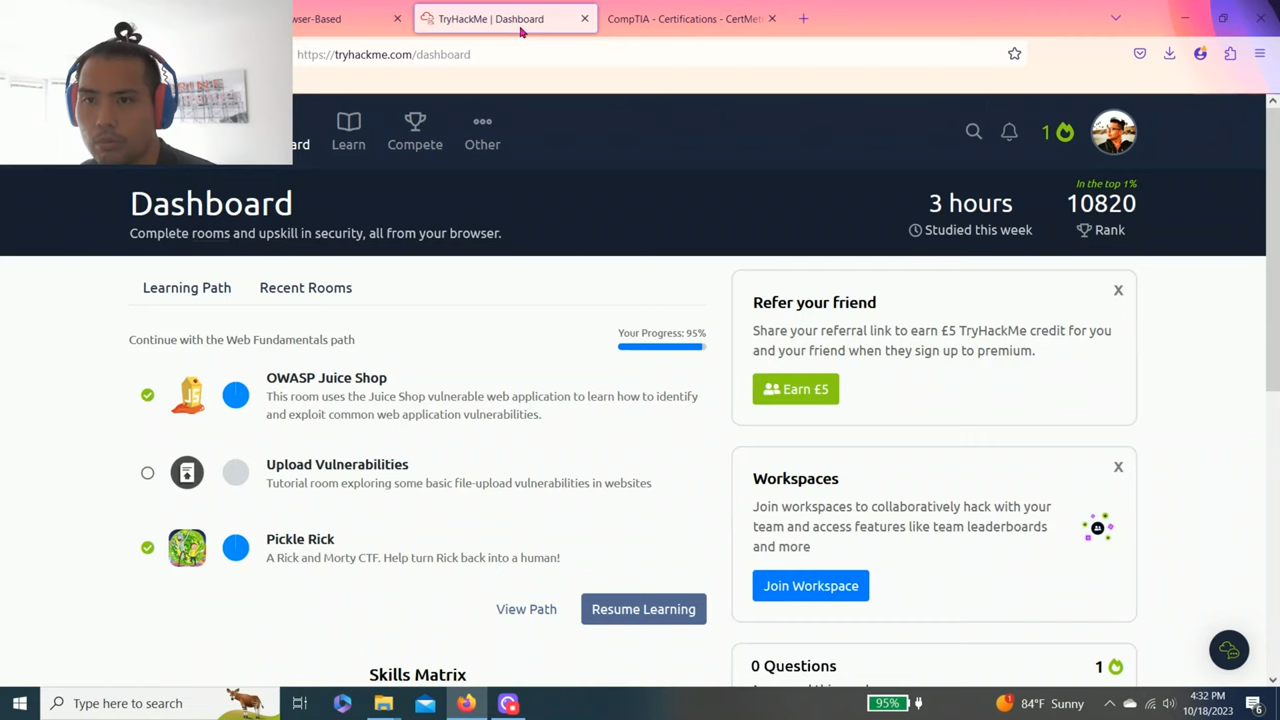 wser-Based
TryHackMe | Dashboard
CompTIA - Certifications - CertMet
https://tryhackme.com/dashboard
ard
Learn
Compete
Other
1
Dashboard
Complete rooms and upskill in security, all from your browser.
3 hours
Studied this week
In the top 1%
10820
Rank
Learning Path
Recent Rooms
Continue with the Web Fundamentals path
Your Progress: 95%
OWASP Juice Shop
This room uses the Juice Shop vulnerable web application to learn how to identify
and exploit common web application vulnerabilities.
Upload Vulnerabilities
Tutorial room exploring some basic file-upload vulnerabilities in websites
Pickle Rick
A Rick and Morty CTF. Help turn Rick back into a human!
View Path
Resume Learning
Skills Matrix
Refer your friend
X
Share your referral link to earn £5 TryHackMe credit for you
and your friend when they sign up to premium.
Earn £5
Workspaces
X
Join workspaces to collaboratively hack with your
team and access features like team leaderboards
and more
Join Workspace
0 Questions
1
Type here to search
95%
84°F Sunny
4:32 PM
10/18/2023